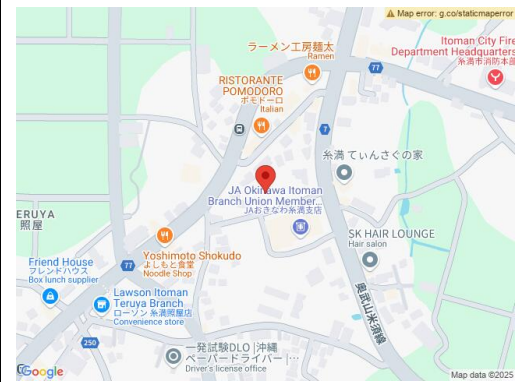 Map error: g.co/staticmaperror
ラーメン工房麺太
Ramen
Itoman City Fire
Department Headquarters
糸満市消防本部
77
RISTORANTE
POMODORO
ポモドーロ
Italian
7
糸満 てぃんさぐの家
JA Okinawa Itoman
Branch Union Member...
JAおきなわ糸満支店
ERUYA
照屋
SK HAIR LOUNGE
Hair salon
Yoshimoto Shokudo
よしもと食堂
Noodle Shop
Friend House
フレンドハウス
Box lunch supplier
77
Lawson Itoman
Teruya Branch
ローソン 糸満照屋店
Convenience store
奥武山米須線
250
一発試験DLO |沖縄
ペーパードライバー |…
Driver's license office
Google
Map data ©2025